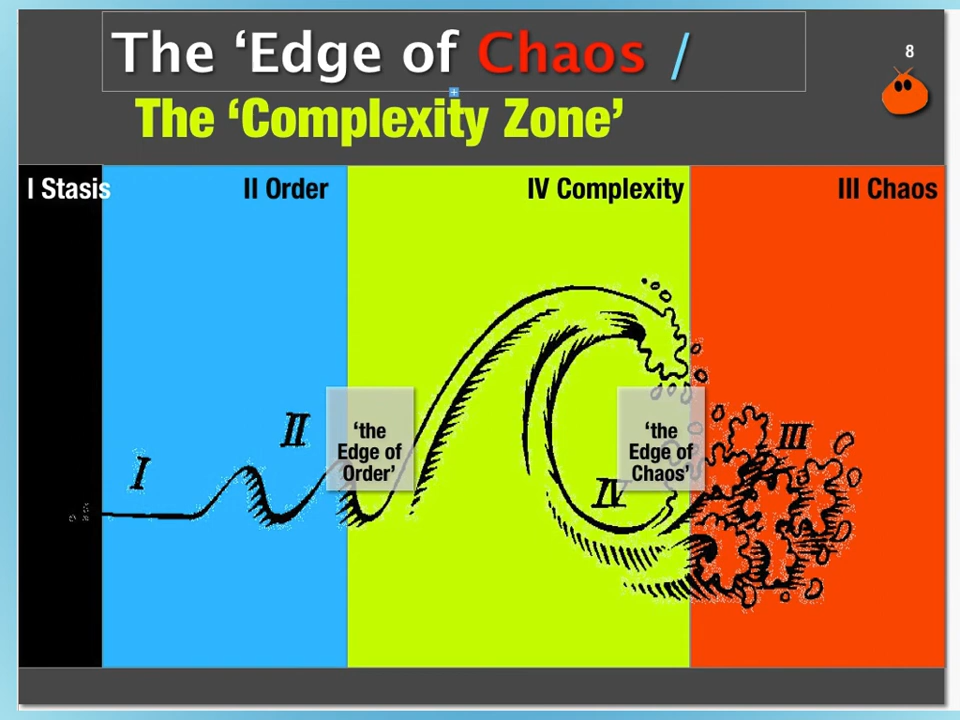 The ‘Edge of Chaos /
8
The ‘Complexity Zone’
I Stasis
II Order
IV Complexity
III Chaos
I
II
‘the
Edge of
Order’
‘the
Edge of
Chaos’
IV
III